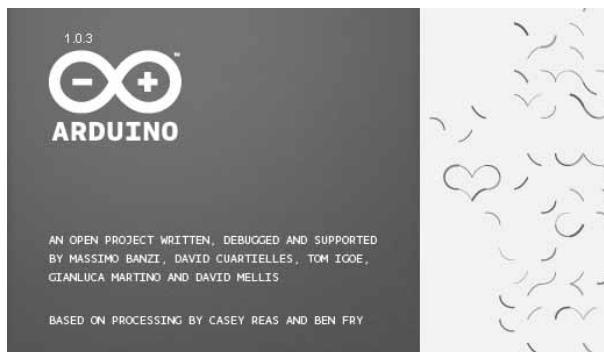 1.0.3
ARDUINO
™
AN OPEN PROJECT WRITTEN, DEBUGGED AND SUPPORTED
BY MASSIMO BANZI, DAVID CUARTIELLES, TOM IGOE,
GIANLUCA MARTINO AND DAVID MELLIS
BASED ON PROCESSING BY CASEY REAS AND BEN FRY